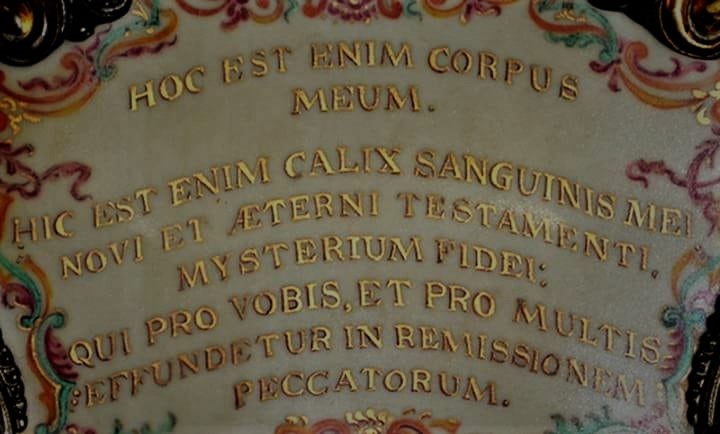 HOC EST ENIM CORPUS
MEUM.
HIC EST ENIM CALIX SANGUINIS MEI
NOVI ET ÆTERNI TESTAMENTI.
MYSTERIUM FIDEI:
QUI PRO VOBIS, ET PRO MULTIS
:EFFUNDETUR IN REMISSIONEM
PECCATORUM.